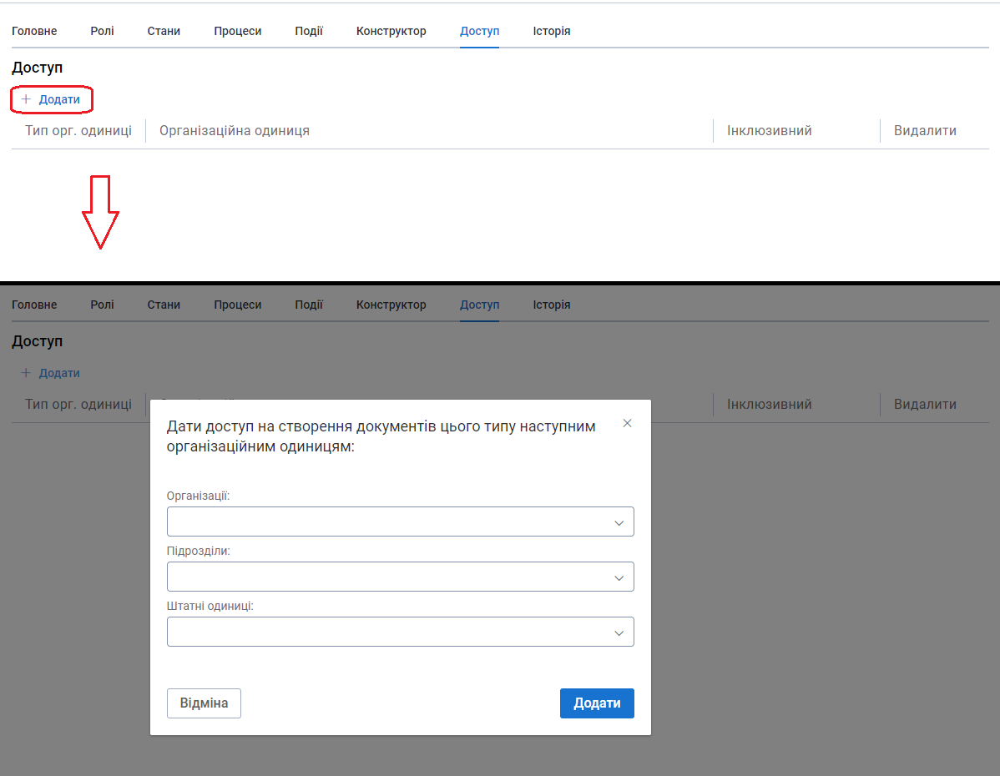 Головне Ролі Стани Процеси Події Конструктор Доступ Історія
Доступ
+ Додати
Тип орг. одиниці Організаційна одиниця Інклюзивний Видалити
Головне Ролі Стани Процеси Події Конструктор Доступ Історія
Доступ
+ Додати
Тип орг. одиниці Інклюзивний Видалити
Дати доступ на створення документів цього типу наступним
організаційним одиницям:
Організації:
Підрозділи:
Штатні одиниці:
Відміна Додати